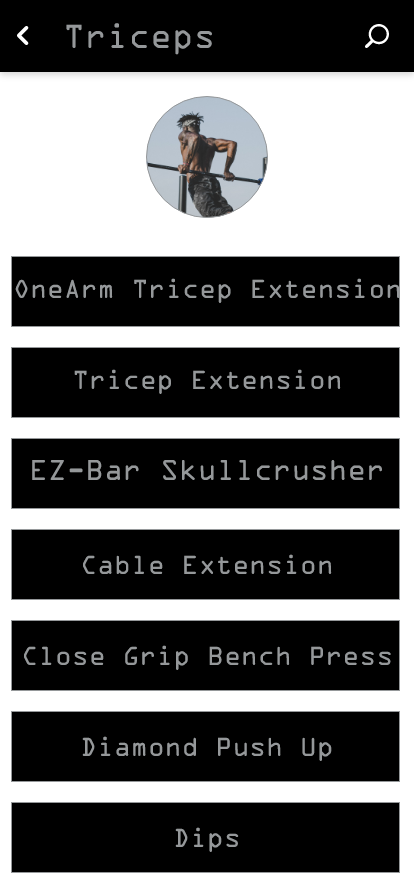 Triceps
OneArm Tricep Extension
Tricep Extension
EZ-Bar Skullcrusher
Cable Extension
Close Grip Bench Press
Diamond Push Up
Dips